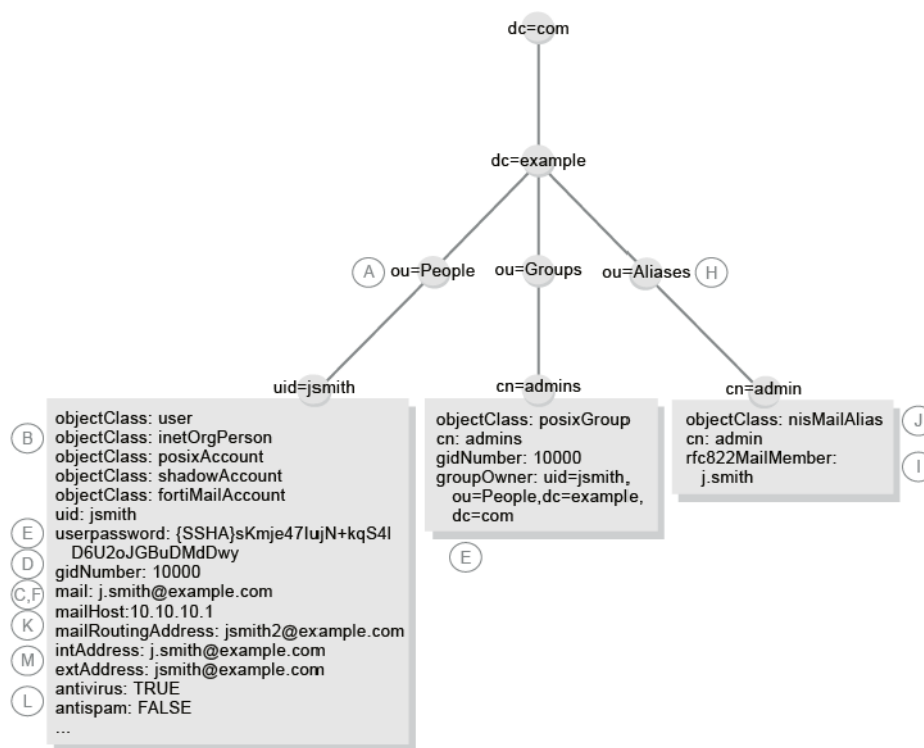 dc=com
dc=example
A
ou=People
ou=Groups
ou=Aliases
H
uid=jsmith
cn=admins
cn=admin
B
objectClass: user
objectClass: inetOrgPerson
objectClass: posixAccount
objectClass: shadowAccount
objectClass: fortiMailAccount
uid: jsmith
E
userpassword: {SSHA}sKmje47IujN+kqS4I
D6U2oJGBuDMdDwy
D
gidNumber: 10000
C,F
mail: j.smith@example.com
mailHost:10.10.10.1
K
mailRoutingAddress: jsmith2@example.com
intAddress: j.smith@example.com
M
extAddress: jsmith@example.com
antivirus: TRUE
L
antispam: FALSE
...
objectClass: posixGroup
cn: admins
gidNumber: 10000
groupOwner: uid=jsmith,
ou=People,dc=example,
dc=com
E
objectClass: nisMailAlias
J
cn: admin
rfc822MailMember:
I
j.smith